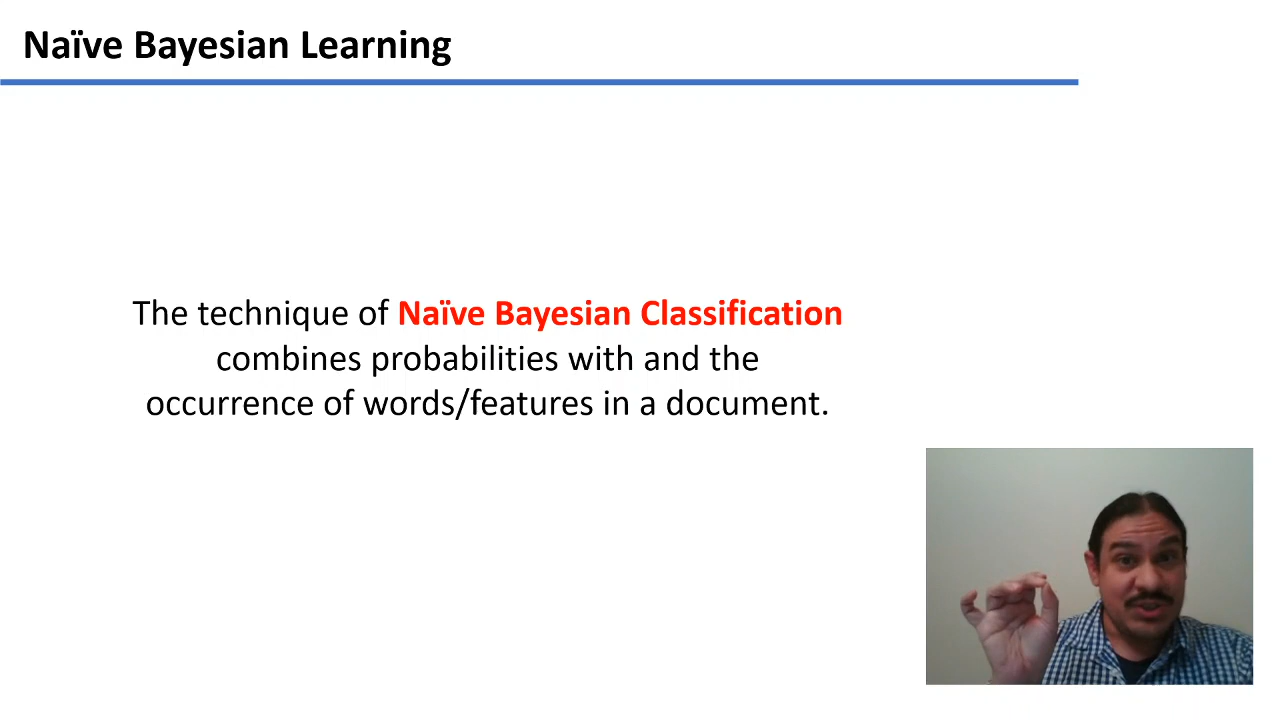 Naïve Bayesian Learning
The technique of Naïve Bayesian Classification
combines probabilities with and the
occurrence of words/features in a document.